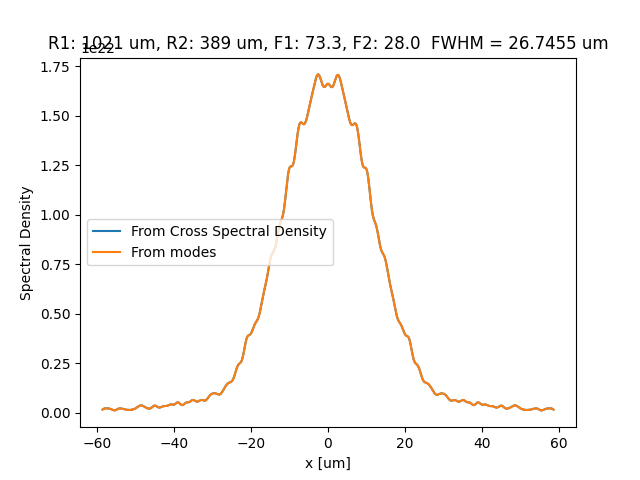 R1: 1021 um, R2: 389 um, F1: 73.3, F2: 28.0  FWHM = 26.7455 um
1e22
1.75
1.50
1.25
1.00
0.75
0.50
0.25
0.00
Spectral Density
From Cross Spectral Density
From modes
−60 −40 −20 0 20 40 60
x [um]